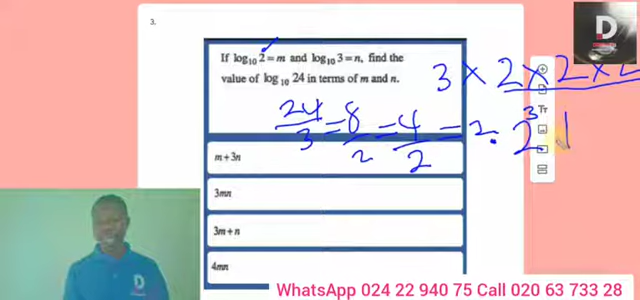 3.
If log₁₀ 2 = m and log₁₀ 3 = n, find the
value of log₁₀ 24 in terms of m and n.
3 × 2 × 2 × 2
24/3 = 8/2 = 4/2 = 2. 2³
m + 3n
3mn
3m + n
4mn
WhatsApp 024 22 940 75 Call 020 63 733 28
D
Tr